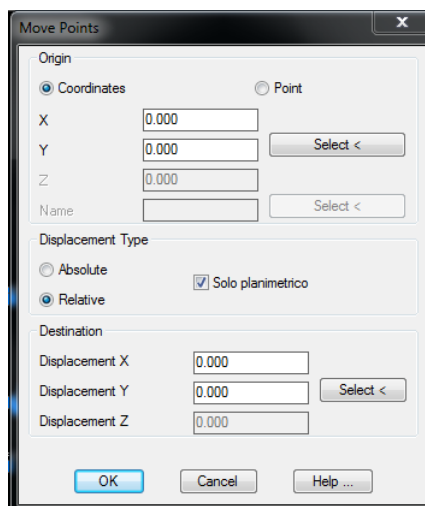 Move Points
x
Origin
Coordinates Point
X 0.000
Y 0.000 Select <
Z 0.000
Name Select <
Displacement Type
Absolute
Solo planimetrico
Relative
Destination
Displacement X 0.000
Displacement Y 0.000 Select <
Displacement Z 0.000
OK Cancel Help ...